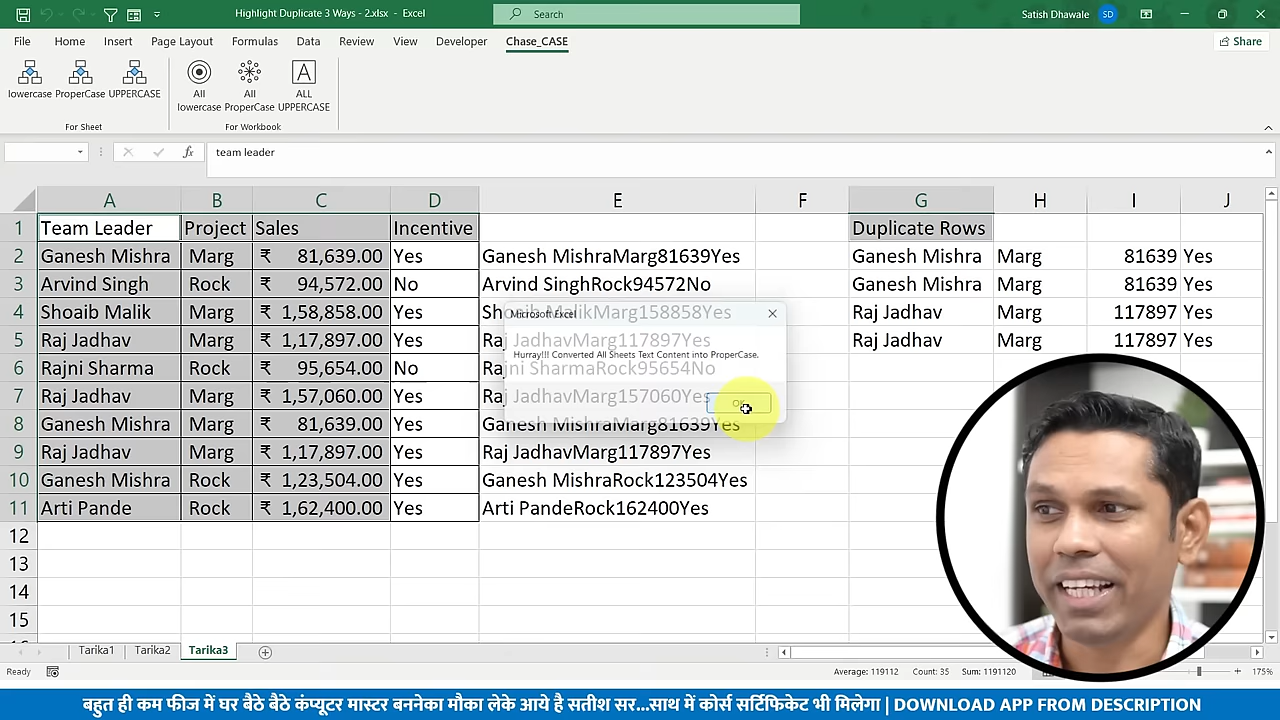 Highlight Duplicate 3 Ways - 2.xlsx - Excel
Search
Satish Dhawale SD
File Home Insert Page Layout Formulas Data Review View Developer Chase_CASE
Share
lowercase ProperCase UPPERCASE
All lowercase
All ProperCase
ALL UPPERCASE
For Sheet
For Workbook
fx team leader
A B C D E F G H I J
1 Team Leader Project Sales Incentive Duplicate Rows
2 Ganesh Mishra Marg ₹ 81,639.00 Yes Ganesh MishraMarg81639Yes Ganesh Mishra Marg 81639 Yes
3 Arvind Singh Rock ₹ 94,572.00 No Arvind SinghRock94572No Ganesh Mishra Marg 81639 Yes
4 Shoaib Malik Marg ₹ 1,58,858.00 Yes Shoaib MalikMarg158858Yes Raj Jadhav Marg 117897 Yes
5 Raj Jadhav Marg ₹ 1,17,897.00 Yes Raj JadhavMarg117897Yes Raj Jadhav Marg 117897 Yes
6 Rajni Sharma Rock ₹ 95,654.00 No Rajni SharmaRock95654No
7 Raj Jadhav Marg ₹ 1,57,060.00 Yes Raj JadhavMarg157060Yes
8 Ganesh Mishra Marg ₹ 81,639.00 Yes Ganesh MishraMarg81639Yes
9 Raj Jadhav Marg ₹ 1,17,897.00 Yes Raj JadhavMarg117897Yes
10 Ganesh Mishra Rock ₹ 1,23,504.00 Yes Ganesh MishraRock123504Yes
11 Arti Pande Rock ₹ 1,62,400.00 Yes Arti PandeRock162400Yes
12
13
14
15
Microsoft Excel
Hurray!!! Converted All Sheets Text Content into ProperCase.
Tarika1 Tarika2 Tarika3
Ready
Average: 119112 Count: 35 Sum: 1191120
175%
बहुत ही कम फीज में घर बैठे बैठे कंप्यूटर मास्टर बननेका मौका लेके आये है सतीश सर...साथ में कोर्स सर्टिफिकेट भी मिलेगा | DOWNLOAD APP FROM DESCRIPTION